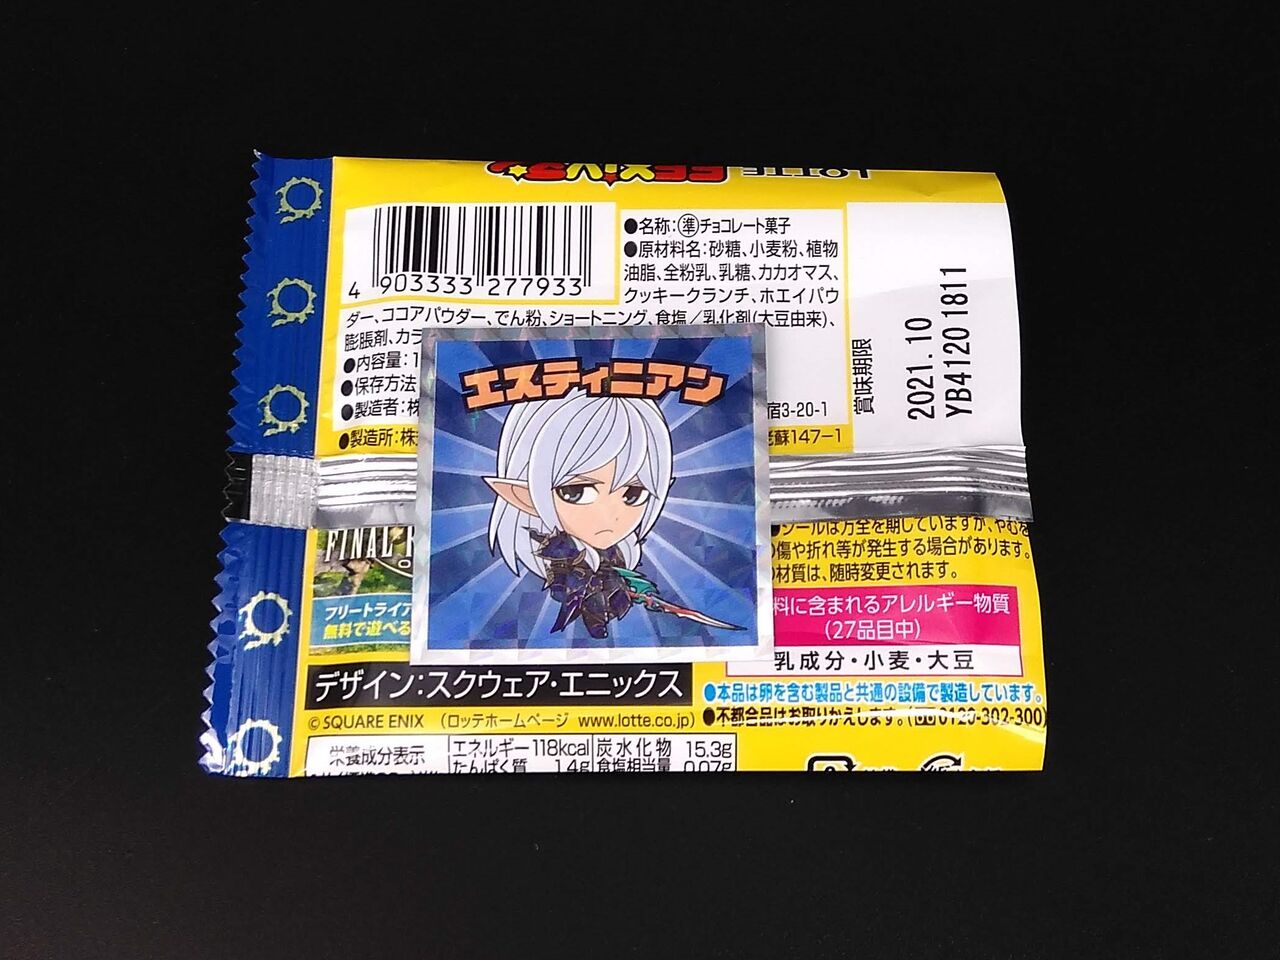 LOTTE
4 903333 277933
●名称:㊟チョコレート菓子
●原材料名:砂糖、小麦粉、植物
油脂、全粉乳、乳糖、カカオマス、
クッキークランチ、ホエイパウ
ダー、ココアパウダー、でん粉、ショートニング、食塩/乳化剤(大豆由来)、
膨脹剤、カラ
●内容量:1
●保存方法
●製造者:株
宿3-20-1
●製造所:株
老蘇147-1
賞味期限
2021.10
YB4120 1811
エスティニアン
FINAL
フリートライア
無料で遊べる
デザイン:スクウェア・エニックス
© SQUARE ENIX (ロッテホームページ www.lotte.co.jp)
栄養成分表示
エネルギー 118kcal 炭水化物 15.3g
たんぱく質 1.4g 食塩相当量 0.07g
シールは万全を期していますが、やむを
傷や折れ等が発生する場合があります。
材質は、随時変更されます。
料に含まれるアレルギー物質
(27品目中)
乳成分・小麦・大豆
●本品は卵を含む製品と共通の設備で製造しています。
●不都合品はお取りかえします。(0120-302-300)